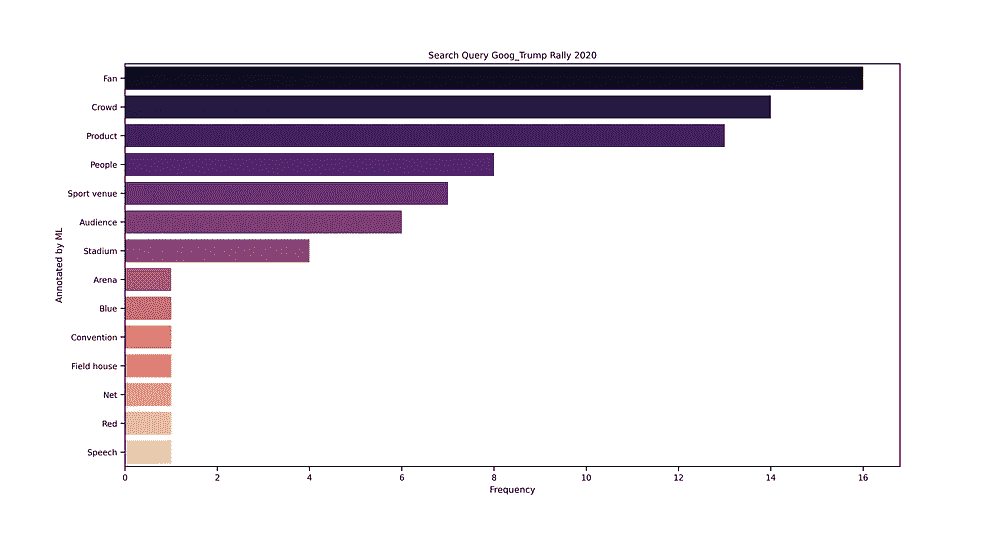 Search Query Goog_Trump Rally 2020
Annotated by ML
Fan
Crowd
Product
People
Sport venue
Audience
Stadium
Arena
Blue
Convention
Field house
Net
Red
Speech
0 2 4 6 8 10 12 14 16
Frequency